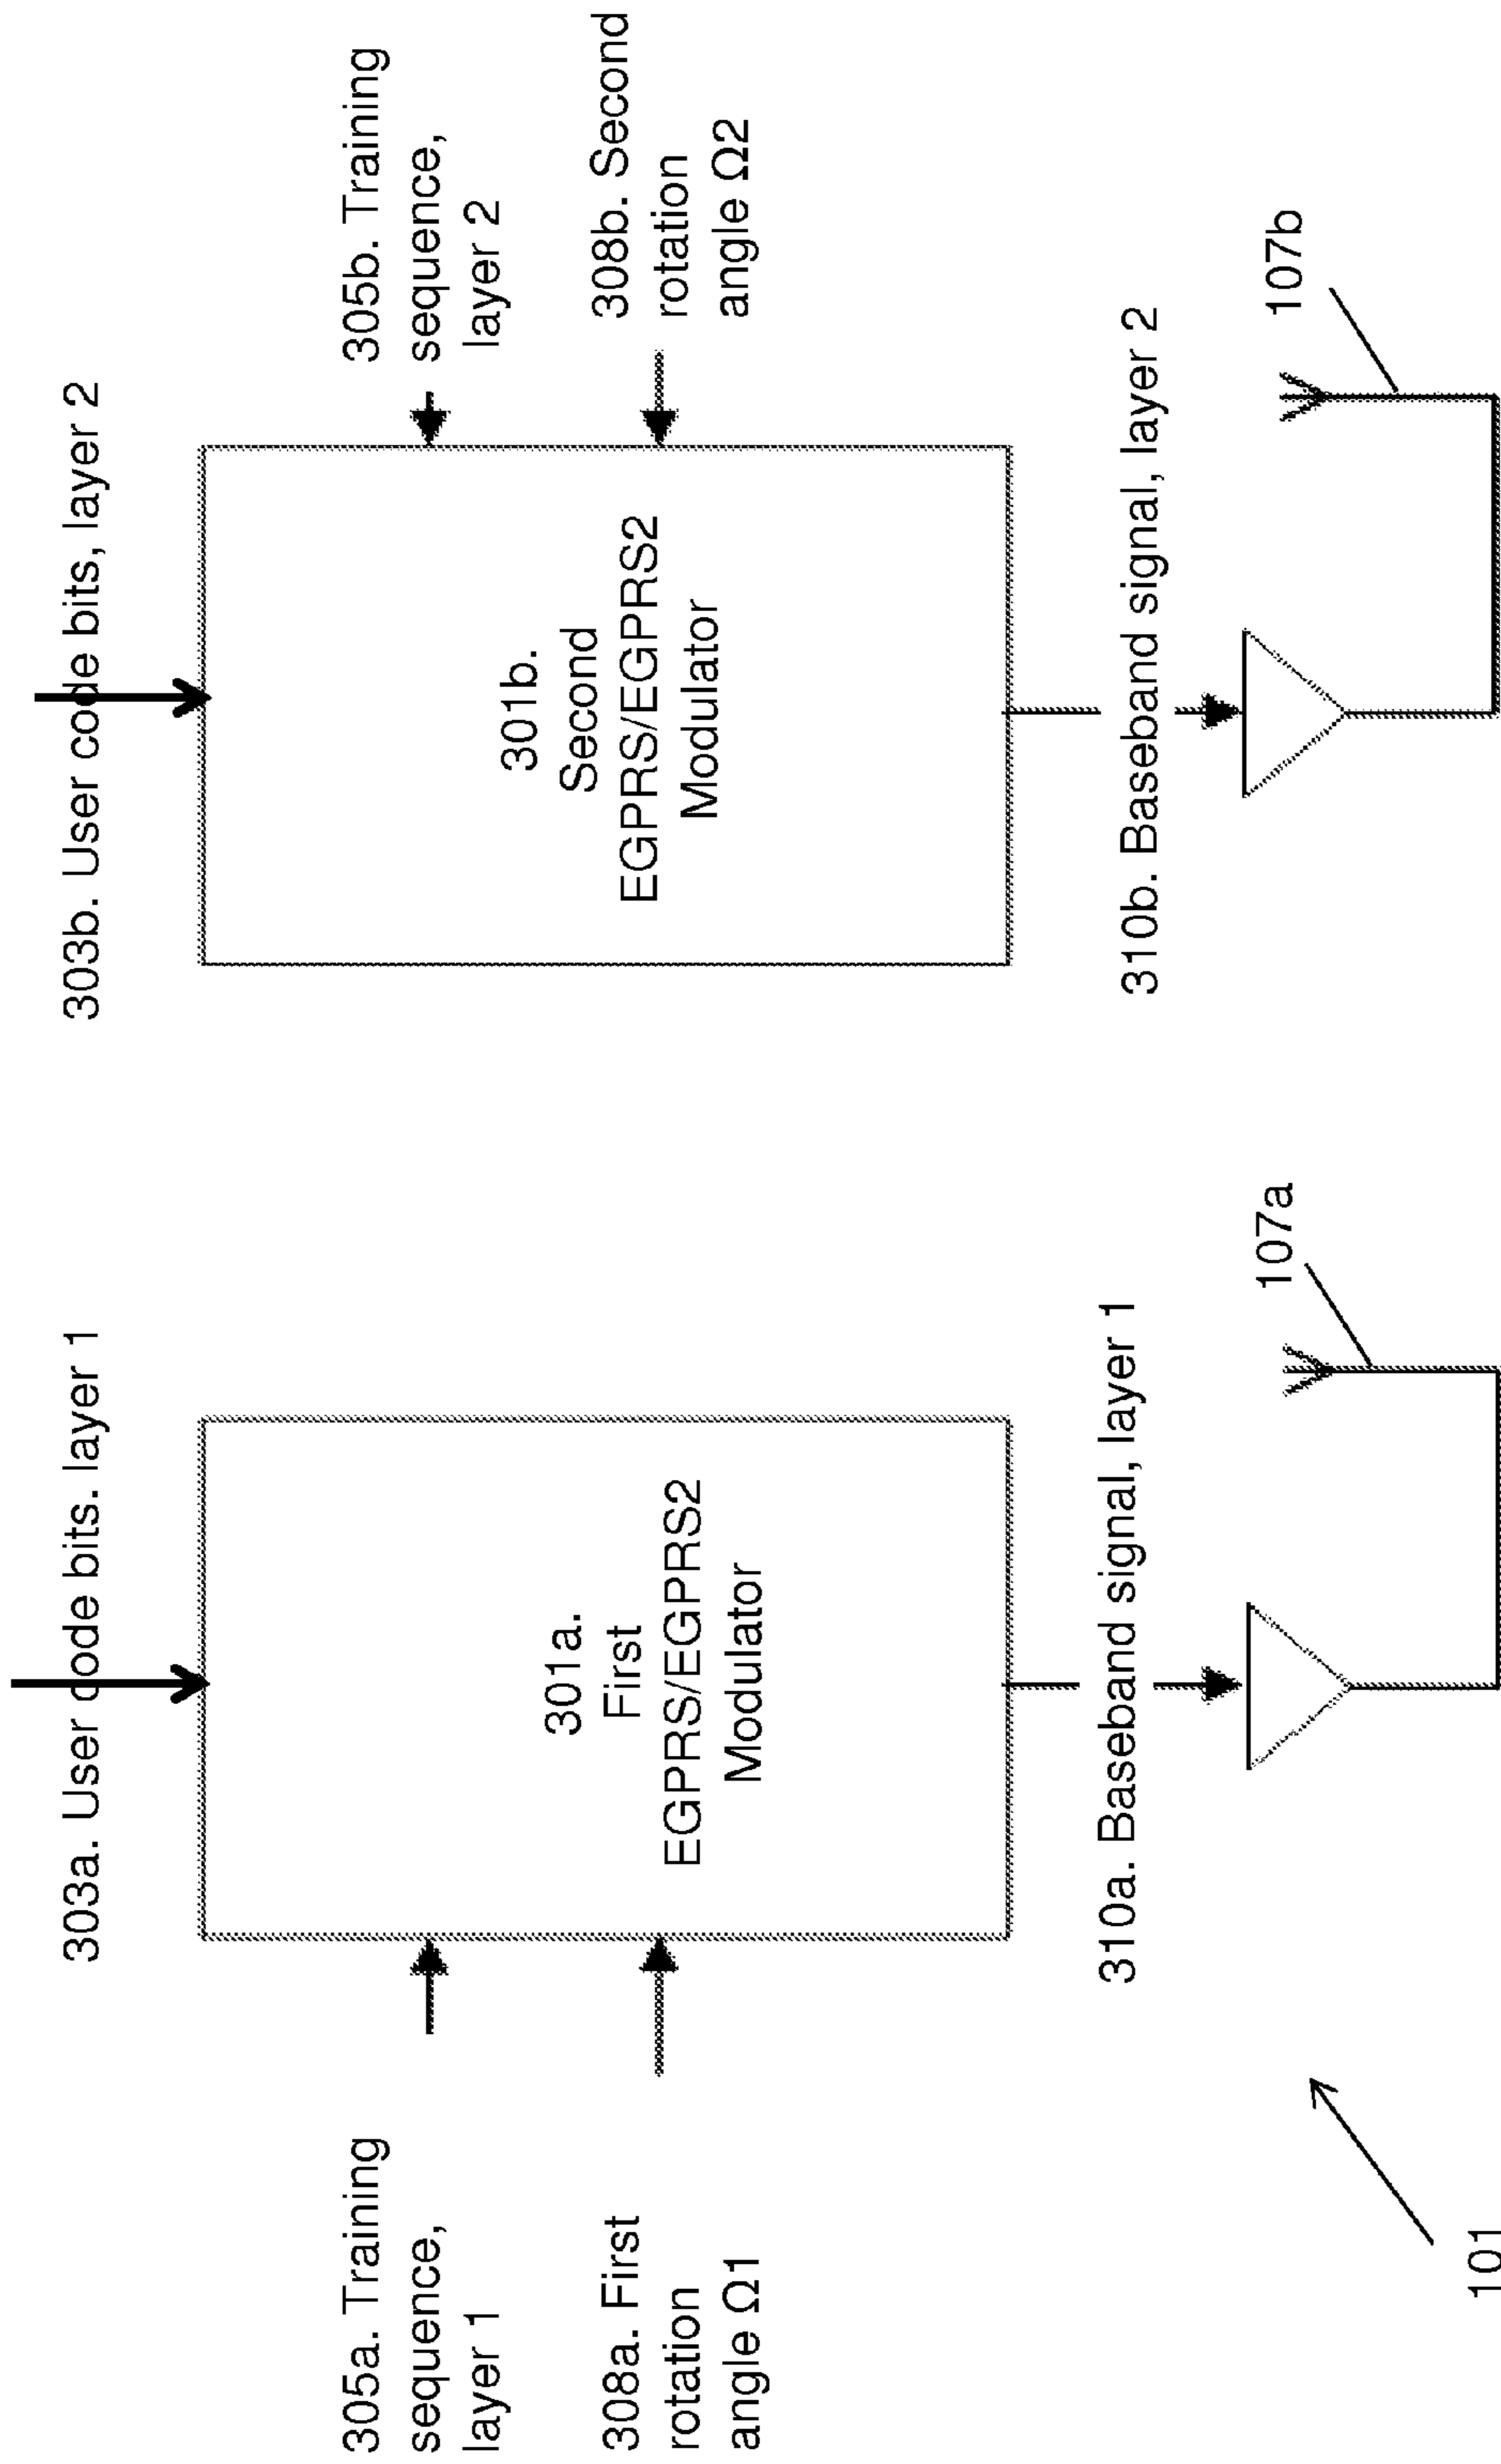 303a. User code bits. layer 1
305a. Training
sequence,
layer 1
308a. First
rotation
angle Ω1
301a.
First
EGPRS/EGPRS2
Modulator
310a. Baseband signal, layer 1
107a
101
303b. User code bits, layer 2
301b.
Second
EGPRS/EGPRS2
Modulator
305b. Training
sequence,
layer 2
308b. Second
rotation
angle Ω2
310b. Baseband signal, layer 2
107b